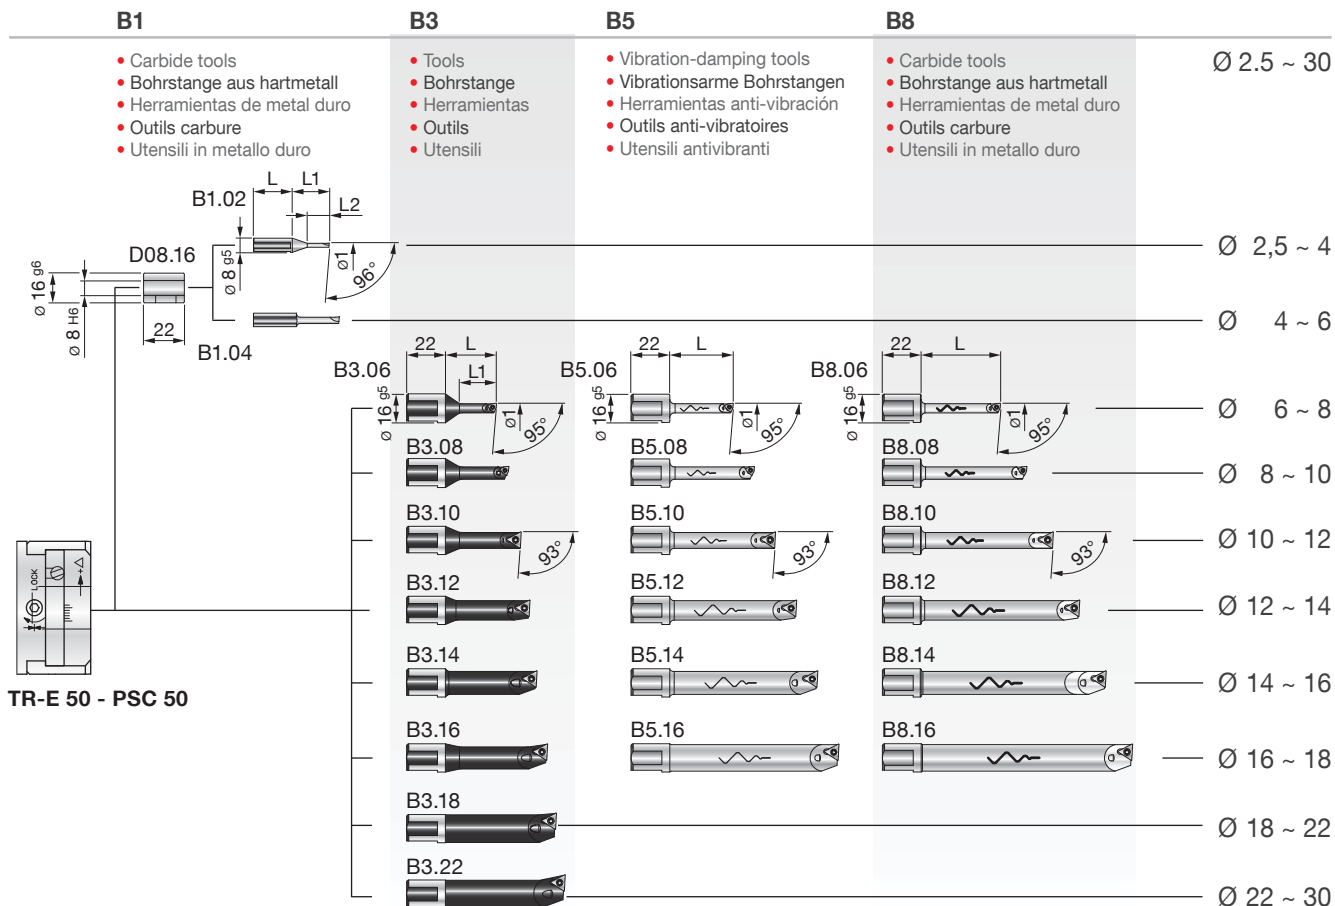 B1 B3 B5 B8
• Carbide tools
• Bohrstange aus hartmetall
• Herramientas de metal duro
• Outils carbure
• Utensili in metallo duro
• Tools
• Bohrstange
• Herramientas
• Outils
• Utensili
• Vibration-damping tools
• Vibrationsarme Bohrstangen
• Herramientas anti-vibración
• Outils anti-vibratoires
• Utensili antivibranti
• Carbide tools
• Bohrstange aus hartmetall
• Herramientas de metal duro
• Outils carbure
• Utensili in metallo duro
Ø 2.5 ~ 30
L L1
B1.02 L2
D08.16
Ø 16 g6
Ø 8 H6
22
Ø 8 g5
Ø1
96°
Ø 2,5 ~ 4
B1.04
Ø 4 ~ 6
22 L
B3.06 L1
Ø 16 g5
Ø1
95°
22 L
B5.06
Ø 16 g5
Ø1
95°
22 L
B8.06
Ø 16 g5
Ø1
95°
Ø 6 ~ 8
B3.08 B5.08 B8.08
Ø 8 ~ 10
B3.10 B5.10 B8.10
93° 93° 93°
Ø 10 ~ 12
LOCK
+
B3.12 B5.12 B8.12
Ø 12 ~ 14
B3.14 B5.14 B8.14
Ø 14 ~ 16
TR-E 50 - PSC 50
B3.16 B5.16 B8.16
Ø 16 ~ 18
B3.18
Ø 18 ~ 22
B3.22
Ø 22 ~ 30